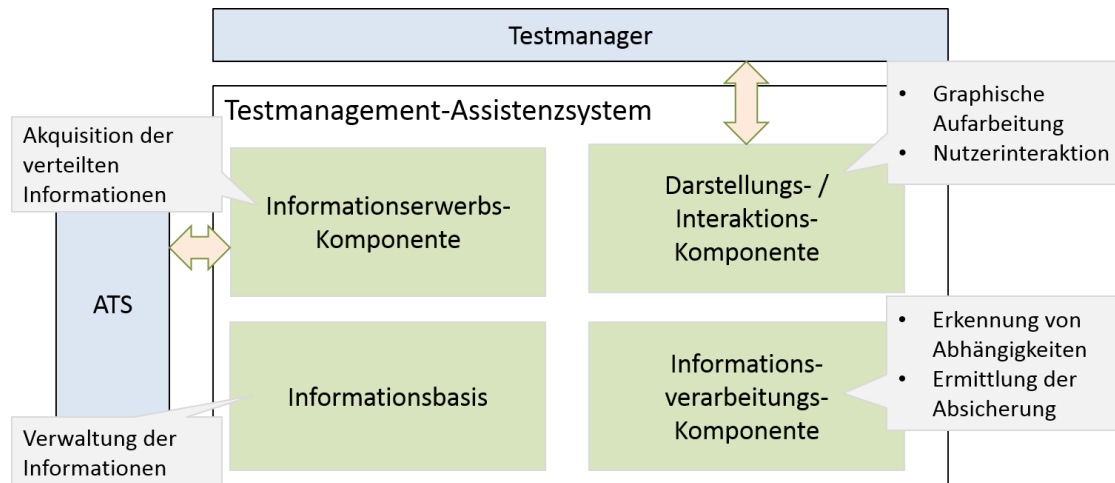 Testmanager
Testmanagement-Assistenzsystem
Akquisition der
verteilten
Informationen
Informationserwerbs-
Komponente
Darstellungs- /
Interaktions-
Komponente
• Graphische
Aufarbeitung
• Nutzerinteraktion
ATS
Informationsbasis
Informations-
verarbeitungs-
Komponente
• Erkennung von
Abhängigkeiten
• Ermittlung der
Absicherung
Verwaltung der
Informationen